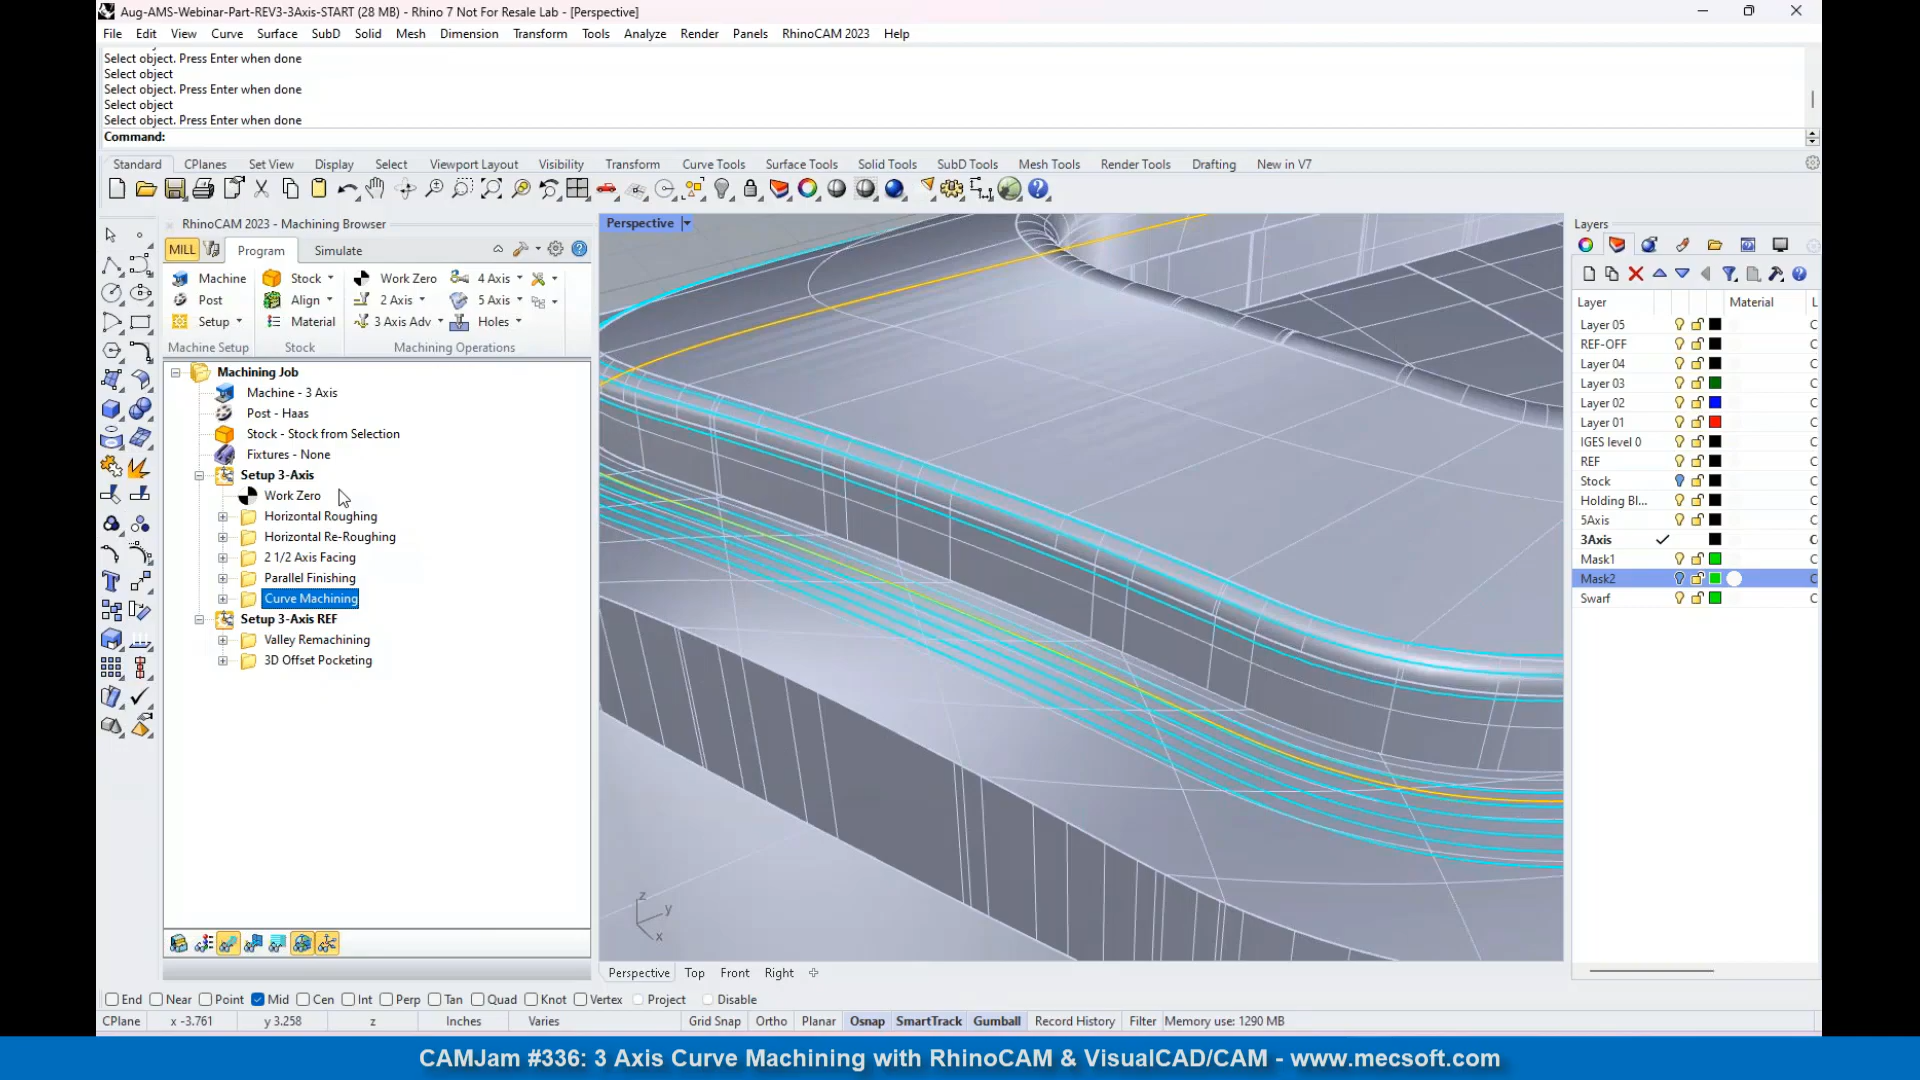 Aug-AMS-Webinar-Part-REV3-3Axis-START (28 MB) - Rhino 7 Not For Resale Lab - [Perspective]
File Edit View Curve Surface SubD Solid Mesh Dimension Transform Tools Analyze Render Panels RhinoCAM 2023 Help
Select object. Press Enter when done
Select object
Select object. Press Enter when done
Select object
Select object. Press Enter when done
Command:
Standard CPlanes Set View Display Select Viewport Layout Visibility Transform Curve Tools Surface Tools Solid Tools SubD Tools Mesh Tools Render Tools Drafting New in V7
RhinoCAM 2023 - Machining Browser
MILL Program Simulate
Machine Stock Work Zero 4 Axis
Post Align 2 Axis 5 Axis
Setup Material 3 Axis Adv Holes
Machine Setup Stock Machining Operations
Machining Job
Machine - 3 Axis
Post - Haas
Stock - Stock from Selection
Fixtures - None
Setup 3-Axis
Work Zero
Horizontal Roughing
Horizontal Re-Roughing
2 1/2 Axis Facing
Parallel Finishing
Curve Machining
Setup 3-Axis REF
Valley Remachining
3D Offset Pocketing
Perspective
z
y
x
Layers
Layer Material L
Layer 05 C
REF-OFF C
Layer 04 C
Layer 03 C
Layer 02 C
Layer 01 C
IGES level 0 C
REF C
Stock C
Holding Bl... C
5Axis C
3Axis C
Mask1 C
Mask2 C
Swarf C
Perspective Top Front Right
End Near Point Mid Cen Int Perp Tan Quad Knot Vertex Project Disable
CPlane x -3.761 y 3.258 z Inches Varies Grid Snap Ortho Planar Osnap SmartTrack Gumball Record History Filter Memory use: 1290 MB
CAMJam #336: 3 Axis Curve Machining with RhinoCAM & VisualCAD/CAM - www.mecsoft.com